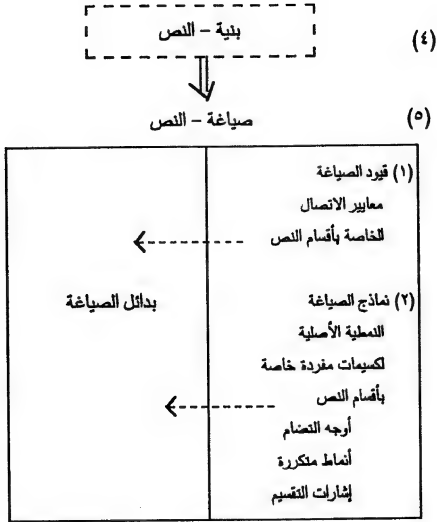 بنية – النص
(٤)
صياغة – النص
(٥)
(١) قيود الصياغة
معايير الاتصال
الخاصة بأقسام النص
بدائل الصياغة
(٢) نماذج الصياغة
النمطية الأصلية
لكسيمات مفردة خاصة
بأقسام النص
أوجه التضام
أنماط متكررة
إشارات التقسيم